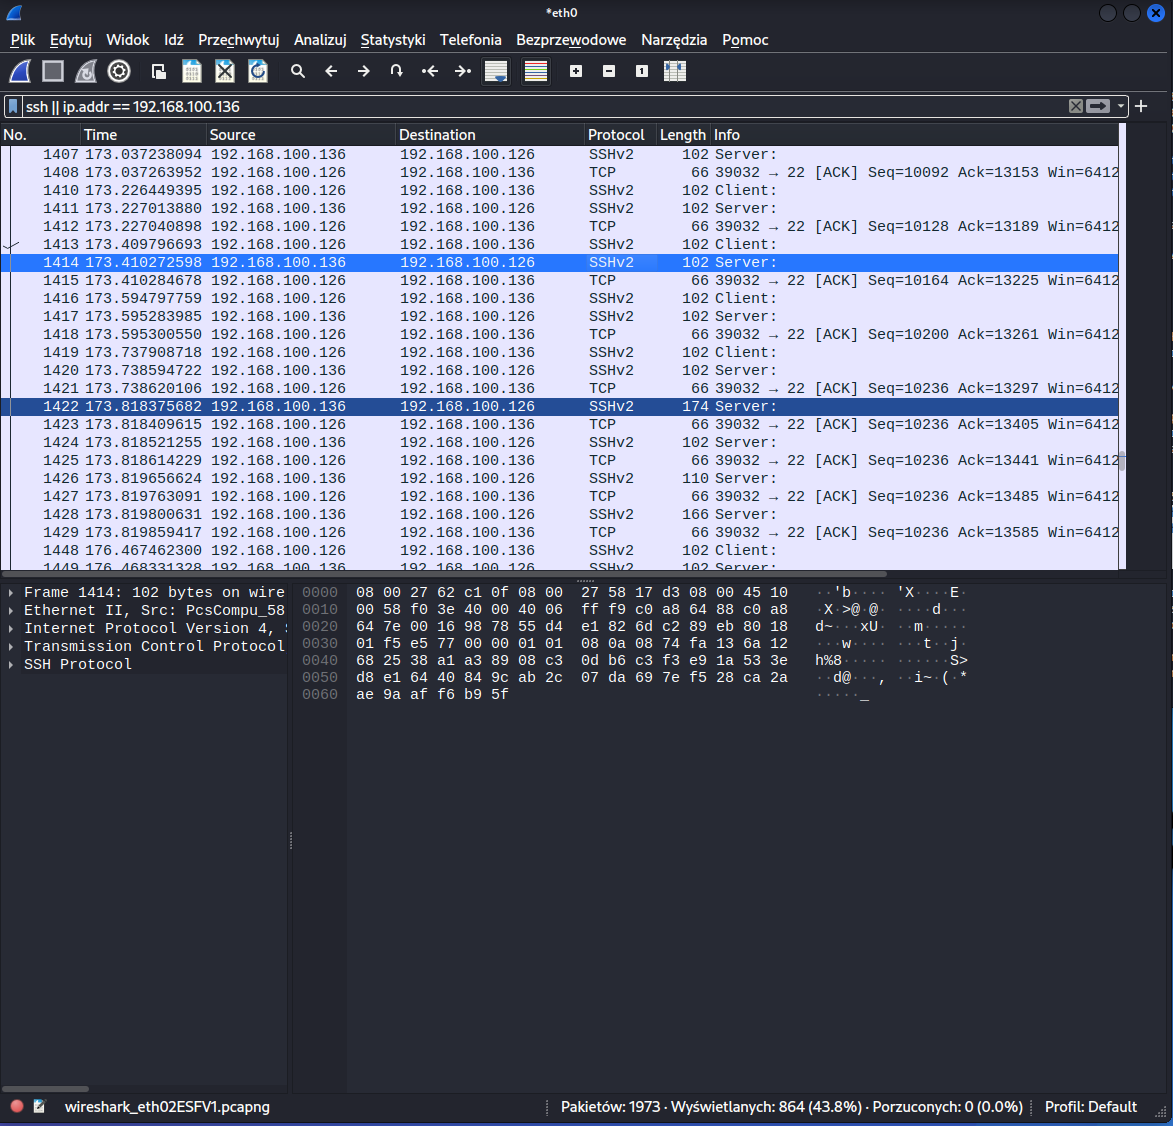 *eth0
Plik Edytuj Widok Idź Przechwytuj Analizuj Statystyki Telefonia Bezprzewodowe Narzędzia Pomoc
ssh || ip.addr == 192.168.100.136
No. Time Source Destination Protocol Length Info
1407 173.037238094 192.168.100.136 192.168.100.126 SSHv2 102 Server:
1408 173.037263952 192.168.100.126 192.168.100.136 TCP 66 39032 → 22 [ACK] Seq=10092 Ack=13153 Win=6412
1410 173.226449395 192.168.100.126 192.168.100.136 SSHv2 102 Client:
1411 173.227013880 192.168.100.136 192.168.100.126 SSHv2 102 Server:
1412 173.227040898 192.168.100.126 192.168.100.136 TCP 66 39032 → 22 [ACK] Seq=10128 Ack=13189 Win=6412
1413 173.409796693 192.168.100.126 192.168.100.136 SSHv2 102 Client:
1414 173.410272598 192.168.100.136 192.168.100.126 SSHv2 102 Server:
1415 173.410284678 192.168.100.126 192.168.100.136 TCP 66 39032 → 22 [ACK] Seq=10164 Ack=13225 Win=6412
1416 173.594797759 192.168.100.126 192.168.100.136 SSHv2 102 Client:
1417 173.595283985 192.168.100.136 192.168.100.126 SSHv2 102 Server:
1418 173.595300550 192.168.100.126 192.168.100.136 TCP 66 39032 → 22 [ACK] Seq=10200 Ack=13261 Win=6412
1419 173.737908718 192.168.100.126 192.168.100.136 SSHv2 102 Client:
1420 173.738594722 192.168.100.136 192.168.100.126 SSHv2 102 Server:
1421 173.738620106 192.168.100.126 192.168.100.136 TCP 66 39032 → 22 [ACK] Seq=10236 Ack=13297 Win=6412
1422 173.818375682 192.168.100.136 192.168.100.126 SSHv2 174 Server:
1423 173.818409615 192.168.100.126 192.168.100.136 TCP 66 39032 → 22 [ACK] Seq=10236 Ack=13405 Win=6412
1424 173.818521255 192.168.100.136 192.168.100.126 SSHv2 102 Server:
1425 173.818614229 192.168.100.126 192.168.100.136 TCP 66 39032 → 22 [ACK] Seq=10236 Ack=13441 Win=6412
1426 173.819656624 192.168.100.136 192.168.100.126 SSHv2 110 Server:
1427 173.819763091 192.168.100.126 192.168.100.136 TCP 66 39032 → 22 [ACK] Seq=10236 Ack=13485 Win=6412
1428 173.819800631 192.168.100.136 192.168.100.126 SSHv2 166 Server:
1429 173.819859417 192.168.100.126 192.168.100.136 TCP 66 39032 → 22 [ACK] Seq=10236 Ack=13585 Win=6412
1448 176.467462300 192.168.100.126 192.168.100.136 SSHv2 102 Client:
1449 176.468331328 192.168.100.136 192.168.100.126 SSHv2 102 Server:
Frame 1414: 102 bytes on wire
Ethernet II, Src: PcsCompu_58
Internet Protocol Version 4, S
Transmission Control Protocol
SSH Protocol
0000 08 00 27 62 c1 0f 08 00 27 58 17 d3 08 00 45 10 ··'b···· 'X····E·
0010 00 58 f0 3e 40 00 40 06 ff f9 c0 a8 64 88 c0 a8 ·X·>@·@· ····d···
0020 64 7e 00 16 98 78 55 d4 e1 82 6d c2 89 eb 80 18 d~···xU· ··m·····
0030 01 f5 e5 77 00 00 01 01 08 0a 08 74 fa 13 6a 12 ···w···· ···t··j·
0040 68 25 38 a1 a3 89 08 c3 0d b6 c3 f3 e9 1a 53 3e h%8····· ······S>
0050 d8 e1 64 40 84 9c ab 2c 07 da 69 7e f5 28 ca 2a ··d@···, ··i~·(·*
0060 ae 9a af f6 b9 5f ·····_
wireshark_eth02ESFV1.pcapng
Pakietów: 1973 · Wyświetlanych: 864 (43.8%) · Porzuconych: 0 (0.0%)
Profil: Default